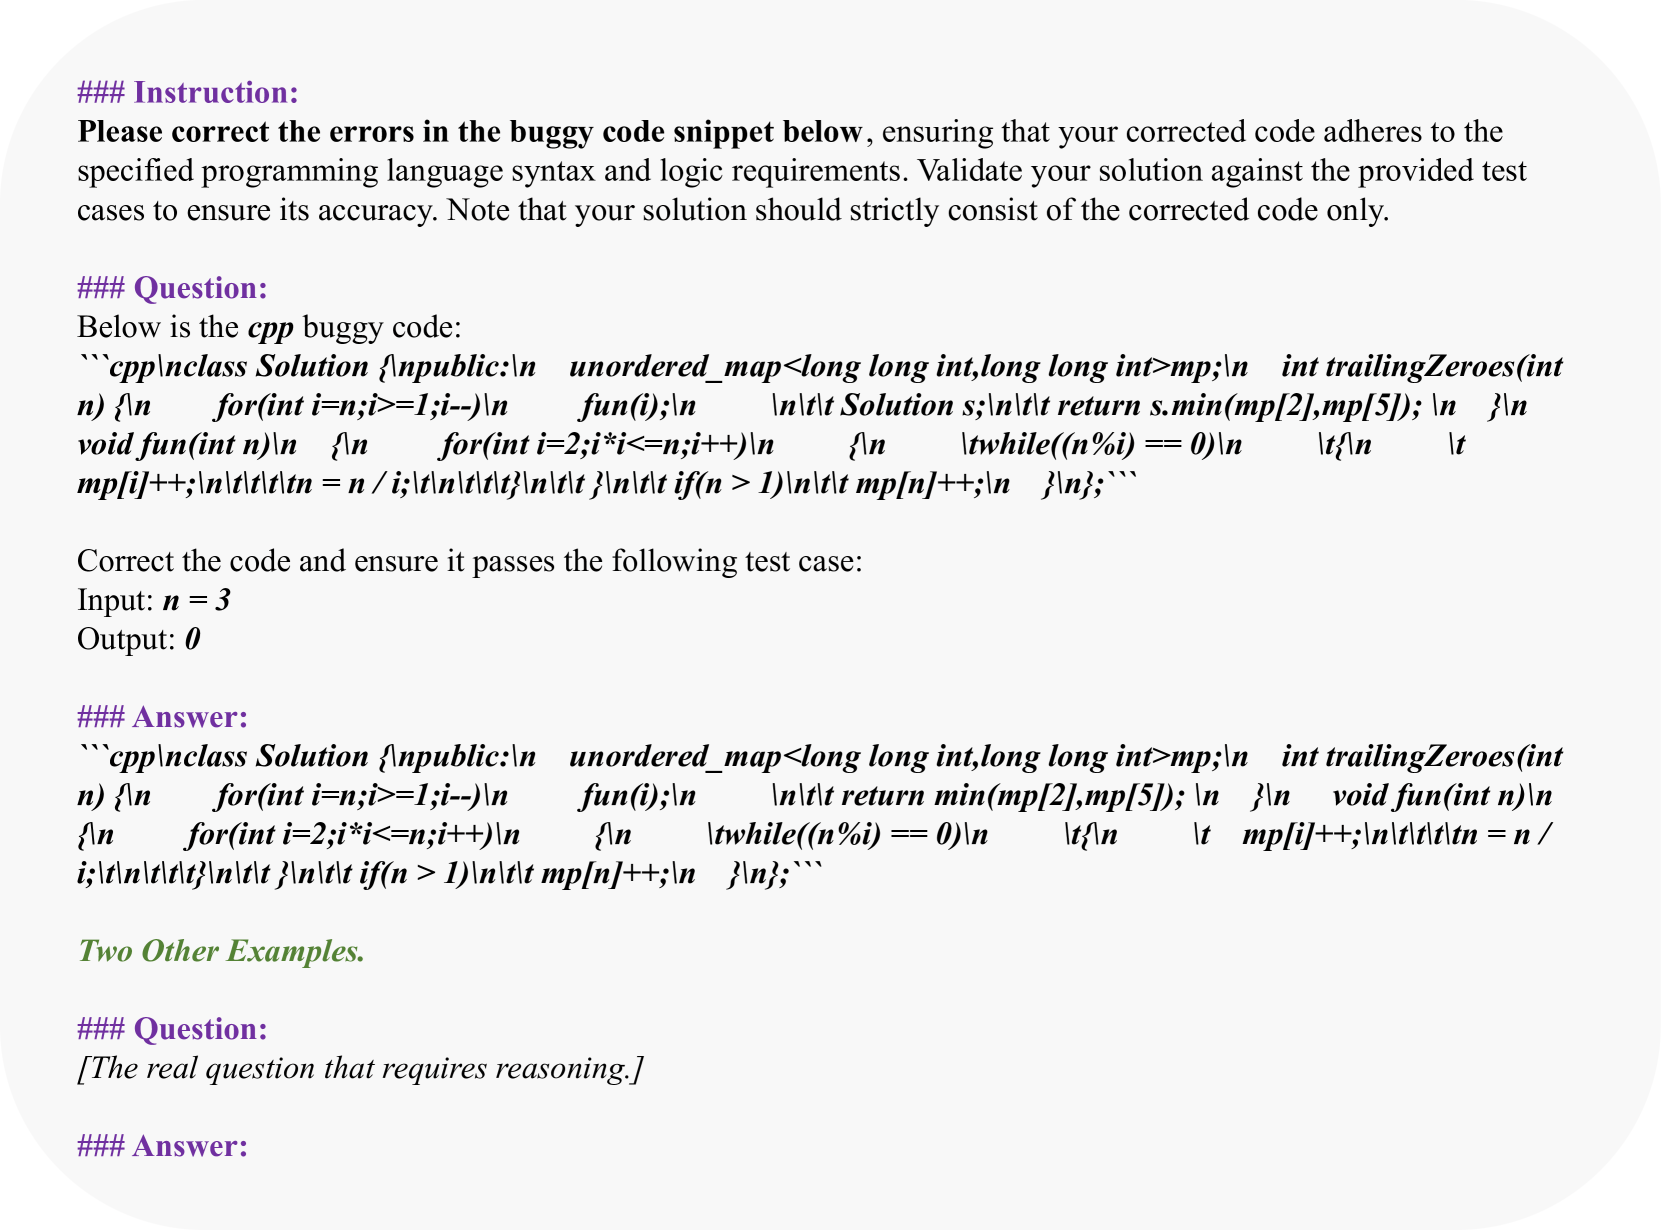 ### Instruction:
Please correct the errors in the buggy code snippet below, ensuring that your corrected code adheres to the
specified programming language syntax and logic requirements. Validate your solution against the provided test
cases to ensure its accuracy. Note that your solution should strictly consist of the corrected code only.
### Question:
Below is the cpp buggy code:
```cpp\nclass Solution {\npublic:\n    unordered_map<long long int,long long int>mp;\n    int trailingZeroes(int
n) {\n        for(int i=n;i>=1;i--)\n         fun(i);\n         \n\t\t Solution s;\n\t\t return s.min(mp[2],mp[5]); \n    }\n
void fun(int n)\n    {\n       for(int i=2;i*i<=n;i++)\n         {\n         \twhile((n%i) == 0)\n         \t{\n         \t
mp[i]++;\n\t\t\t\tn = n / i;\t\n\t\t\t}\n\t\t }\n\t\t if(n > 1)\n\t\t mp[n]++;\n    }\n};```
Correct the code and ensure it passes the following test case:
Input: n = 3
Output: 0
### Answer:
```cpp\nclass Solution {\npublic:\n    unordered_map<long long int,long long int>mp;\n    int trailingZeroes(int
n) {\n        for(int i=n;i>=1;i--)\n         fun(i);\n         \n\t\t return min(mp[2],mp[5]); \n    }\n     void fun(int n)\n
{\n         for(int i=2;i*i<=n;i++)\n         {\n         \twhile((n%i) == 0)\n         \t{\n         \t    mp[i]++;\n\t\t\t\tn = n /
i;\t\n\t\t\t}\n\t\t }\n\t\t if(n > 1)\n\t\t mp[n]++;\n    }\n};```
Two Other Examples.
### Question:
[The real question that requires reasoning.]
### Answer: